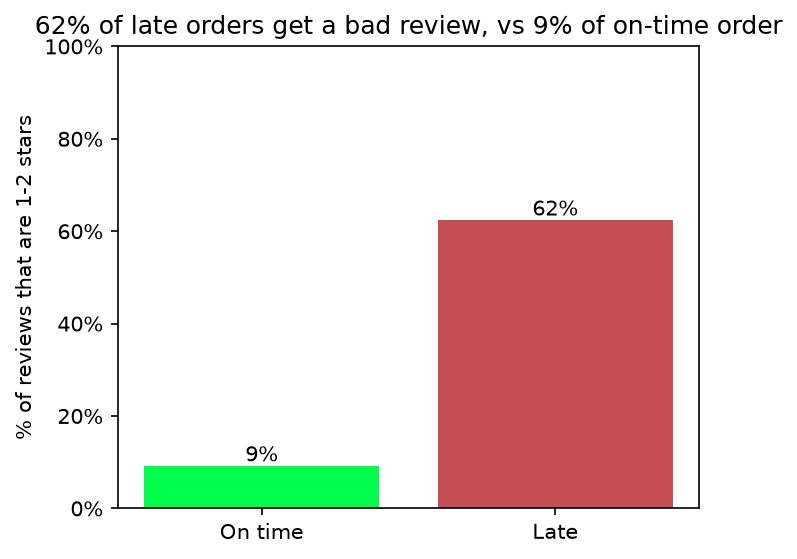 62% of late orders get a bad review, vs 9% of on-time order
100%
80%
60%
40%
20%
0%
% of reviews that are 1-2 stars
9%
62%
On time
Late